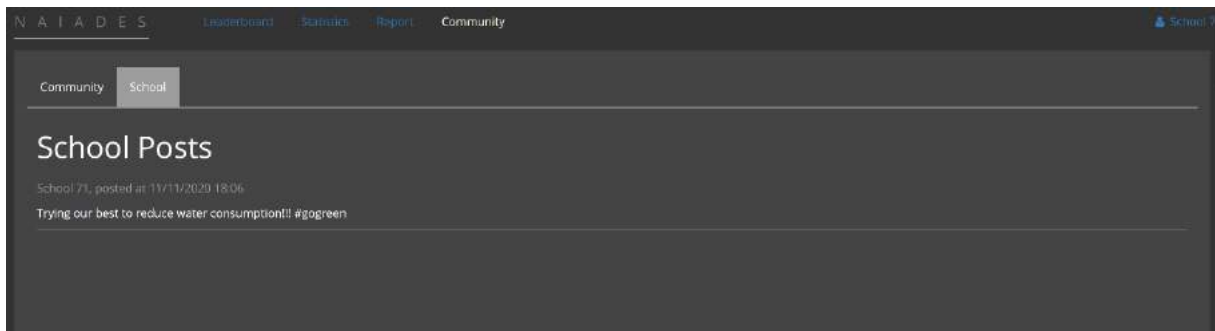 NAIADES Leaderboard Statistics Report Community School
Community School
School Posts
School 71, posted at 11/11/2020 18:06
Trying our best to reduce water consumption!!! #gogreen